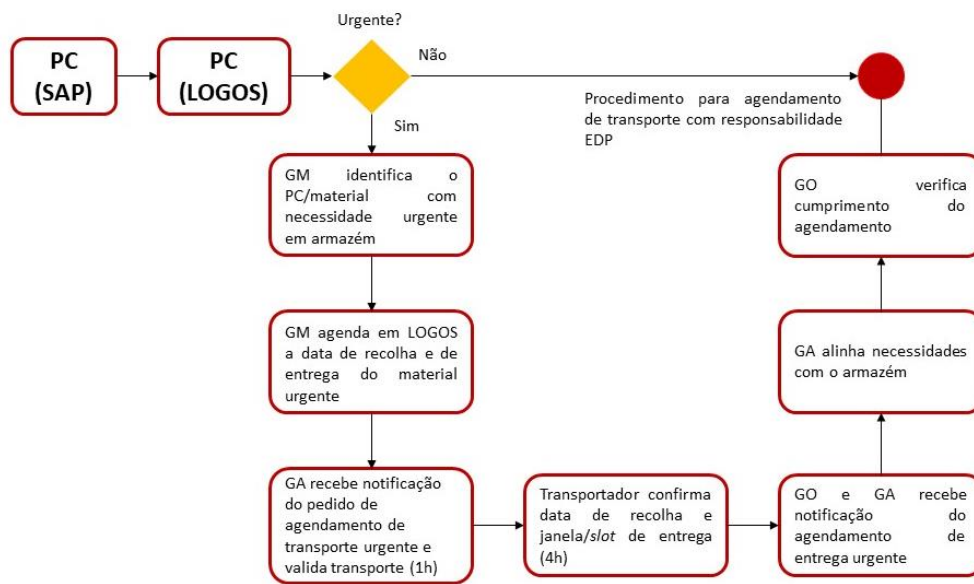 Urgente?
PC
(SAP)
PC
(LOGOS)
Não
Procedimento para agendamento
de transporte com responsabilidade
EDP
Sim
GM identifica o
PC/material com
necessidade urgente
em armazém
GM agenda em LOGOS
a data de recolha e de
entrega do material
urgente
GA recebe notificação
do pedido de
agendamento de
transporte urgente e
valida transporte (1h)
Transportador confirma
data de recolha e
janela/slot de entrega
(4h)
GO e GA recebe
notificação do
agendamento de
entrega urgente
GA alinha necessidades
com o armazém
GO verifica
cumprimento do
agendamento